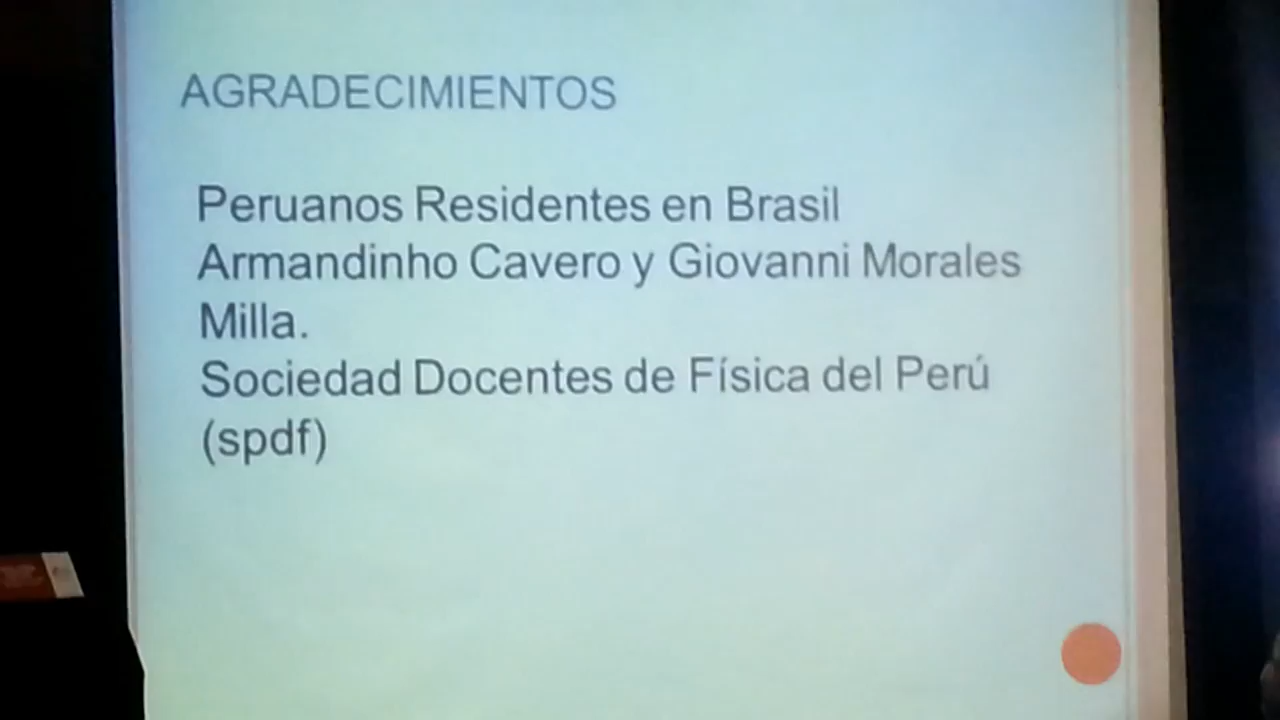 AGRADECIMIENTOS
Peruanos Residentes en Brasil
Armandinho Cavero y Giovanni Morales
Milla.
Sociedad Docentes de Física del Perú
(spdf)